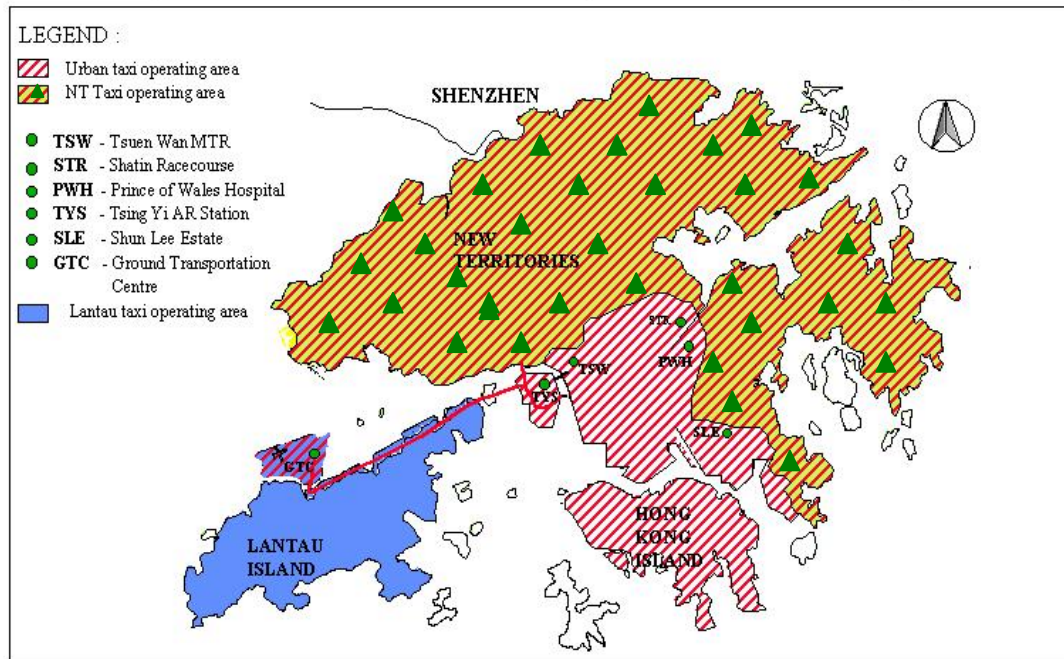 LEGEND :
Urban taxi operating area
NT Taxi operating area
TSW - Tsuen Wan MTR
STR - Shatin Racecourse
PWH - Prince of Wales Hospital
TYS - Tsing Yi AR Station
SLE - Shun Lee Estate
GTC - Ground Transportation
Centre
Lantau taxi operating area
SHENZHEN
NEW
TERRITORIES
STR
PWH
TSW
TYS
SLE
GTC
HONG
KONG
ISLAND
LANTAU
ISLAND